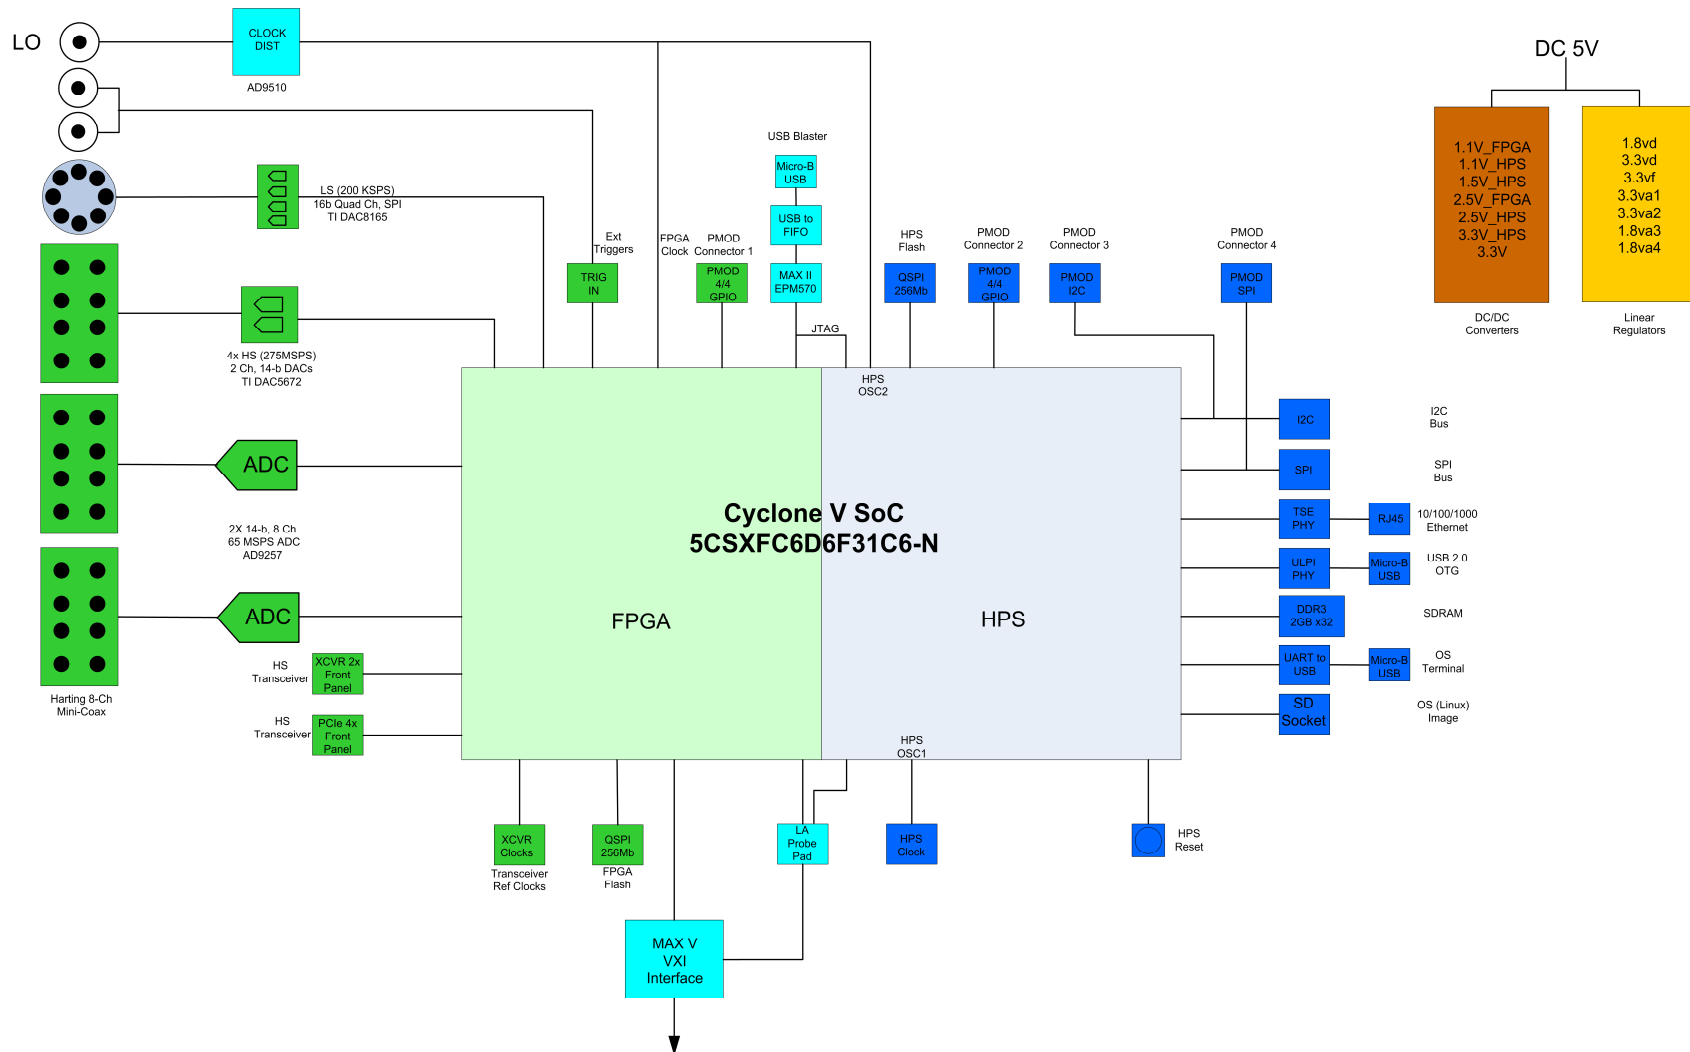 LO
CLOCK
DIST
AD9510
DC 5V
1.1V_FPGA
1.1V_HPS
1.5V_HPS
2.5V_FPGA
2.5V_HPS
3.3V_HPS
3.3V
DC/DC
Converters
1.8vd
3.3vd
3.3vf
3.3va1
3.3va2
1.8va3
1.8va4
Linear
Regulators
LS (200 KSPS)
16b Quad Ch, SPI
TI DAC8165
4x HS (275MSPS)
2 Ch, 14-b DACs
TI DAC5672
Ext
Triggers
TRIG
IN
FPGA
Clock
PMOD
Connector 1
PMOD
4/4
GPIO
USB Blaster
Micro-B
USB
USB to
FIFO
MAX II
EPM570
JTAG
HPS
Flash
QSPI
256Mb
PMOD
Connector 2
PMOD
4/4
GPIO
PMOD
Connector 3
PMOD
I2C
PMOD
Connector 4
PMOD
SPI
HPS
OSC2
ADC
2X 14-b, 8 Ch
65 MSPS ADC
AD9257
ADC
Harting 8-Ch
Mini-Coax
HS
Transceiver
XCVR 2x
Front
Panel
HS
Transceiver
PCIe 4x
Front
Panel
Cyclone V SoC
5CSXFC6D6F31C6-N
FPGA
HPS
I2C
I2C
Bus
SPI
SPI
Bus
TSE
PHY
RJ45
10/100/1000
Ethernet
ULPI
PHY
Micro-B
USB
USB 2.0
OTG
DDR3
2GB x32
SDRAM
UART to
USB
Micro-B
USB
OS
Terminal
SD
Socket
OS (Linux)
Image
HPS
OSC1
XCVR
Clocks
Transceiver
Ref Clocks
QSPI
256Mb
FPGA
Flash
LA
Probe
Pad
HPS
Clock
HPS
Reset
MAX V
VXI
Interface